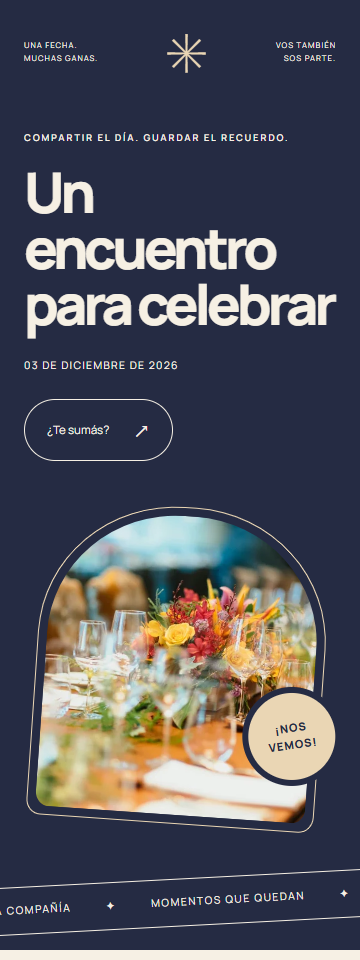 UNA FECHA.
MUCHAS GANAS.
VOS TAMBIÉN
SOS PARTE.
COMPARTIR EL DÍA. GUARDAR EL RECUERDO.
Un
encuentro
para celebrar
03 DE DICIEMBRE DE 2026
¿Te sumás? ↗
¡NOS
VEMOS!
COMPAÑÍA ✦ MOMENTOS QUE QUEDAN ✦